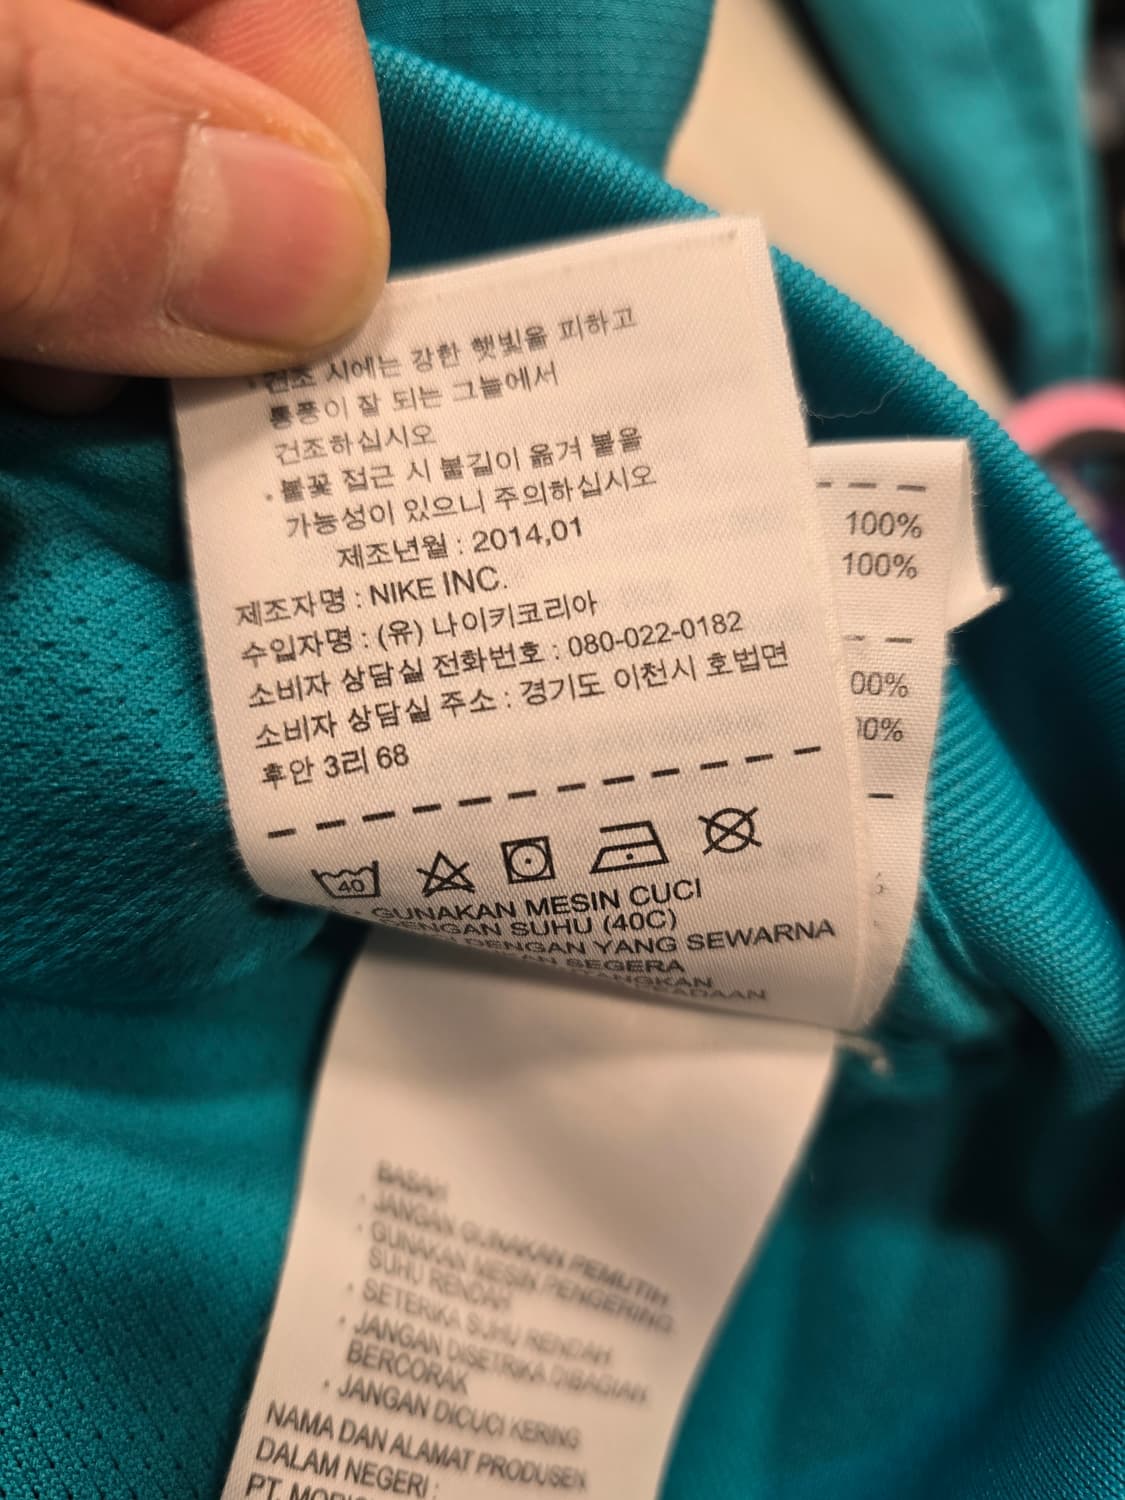 · 건조 시에는 강한 햇빛을 피하고
통풍이 잘 되는 그늘에서
건조하십시오
· 불꽃 접근 시 불길이 옮겨 붙을
가능성이 있으니 주의하십시오
제조년월 : 2014,01
제조자명 : NIKE INC.
수입자명 : (유) 나이키코리아
소비자 상담실 전화번호 : 080-022-0182
소비자 상담실 주소 : 경기도 이천시 호법면
후안 3리 68
40
· GUNAKAN MESIN CUCI
DENGAN SUHU (40C)
DENGAN YANG SEWARNA
SEGERA
BASAH
· JANGAN GUNAKAN PEMUTIH
· GUNAKAN MESIN PENGERING
SUHU RENDAH
· SETERIKA SUHU RENDAH
· JANGAN DISETRIKA DIBAGIAN
BERCORAK
· JANGAN DICUCI KERING
NAMA DAN ALAMAT PRODUSEN
DALAM NEGERI :
PT.
100%
100%
00%
00%